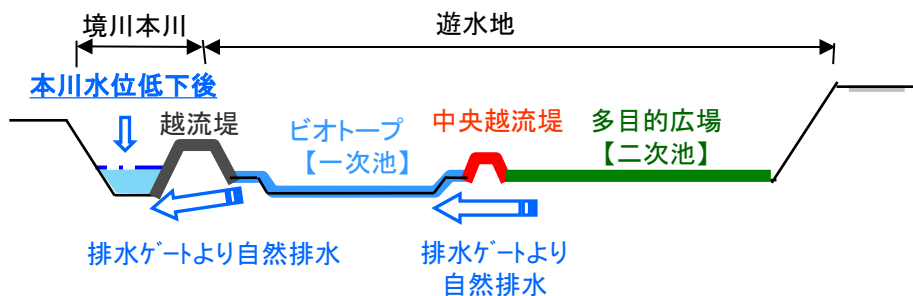 境川本川
遊水地
本川水位低下後
越流堤
ビオトープ
【一次池】
中央越流堤
多目的広場
【二次池】
排水ｹﾞｰﾄより自然排水
排水ｹﾞｰﾄより
自然排水